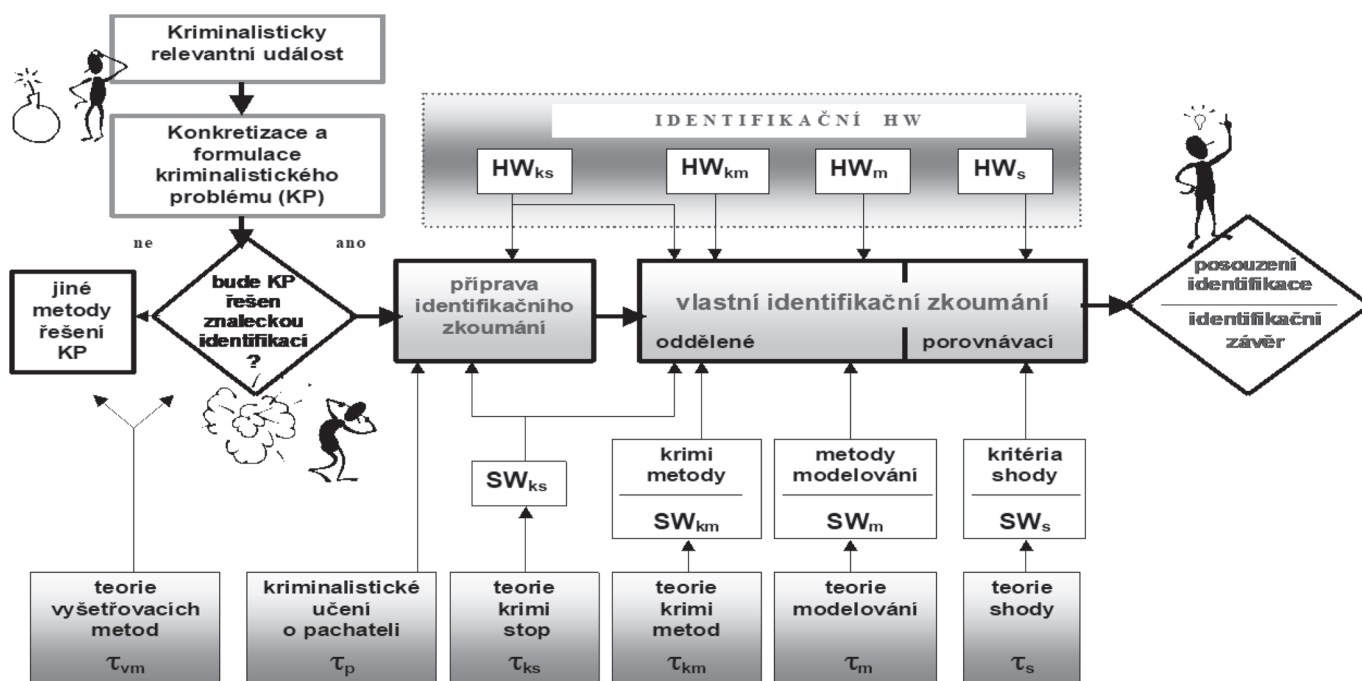 Kriminalisticky
relevantní událost
Konkretizace a
formulace
kriminalistického
problému (KP)
ne
ano
bude KP
řešen
znaleckou
identifikací
?
jiné
metody
řešení
KP
IDENTIFIKAČNÍ HW
HWks
HWkm
HWm
HWs
příprava
identifikačního
zkoumání
vlastní identifikační zkoumání
oddělené
porovnávací
posouzení
identifikace
identifikační
závěr
SWks
krimi
metody
SWkm
metody
modelování
SWm
kritéria
shody
SWs
teorie
vyšetřovacích
metod
τvm
kriminalistické
učení
o pachateli
τp
teorie
krimi
stop
τks
teorie
krimi
metod
τkm
teorie
modelování
τm
teorie
shody
τs